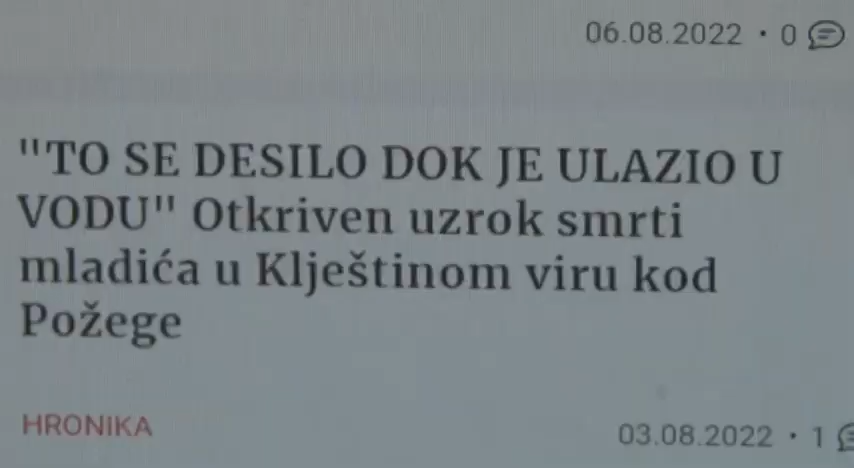 06.08.2022 · 0
"TO SE DESILO DOK JE ULAZIO U
VODU" Otkriven uzrok smrti
mladića u Klještinom viru kod
Požege
HRONIKA
03.08.2022 · 1